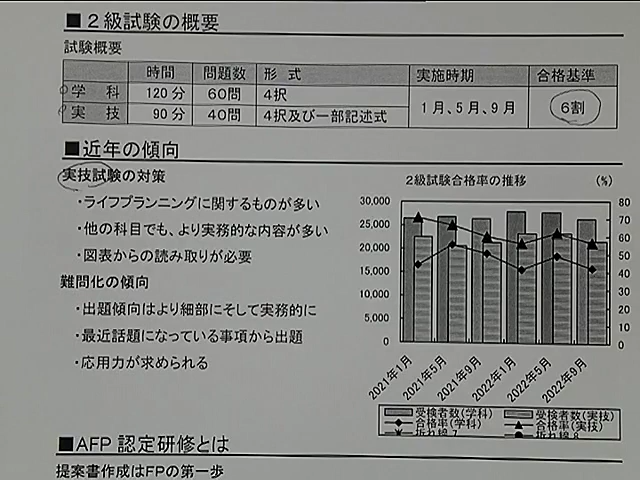 ■2級試験の概要
試験概要
時間 問題数 形 式 実施時期 合格基準
学 科 120分 60問 4択 1月、5月、9月 6割
実 技 90分 40問 4択及び一部記述式
■近年の傾向
実技試験の対策
・ライフプランニングに関するものが多い
・他の科目でも、より実務的な内容が多い
・図表からの読み取りが必要
難問化の傾向
・出題傾向はより細部にそして実務的に
・最近話題になっている事項から出題
・応用力が求められる
2級試験合格率の推移 (%)
30,000 80
25,000 70
20,000 60
15,000 50
10,000 40
5,000 30
0 20
10
0
2021年1月 2021年5月 2021年9月 2022年1月 2022年5月 2022年9月
受検者数(学科) 受検者数(実技)
合格率(学科) 合格率(実技)
折れ線 7 折れ線 8
■AFP 認定研修とは
提案書作成はFPの第一歩